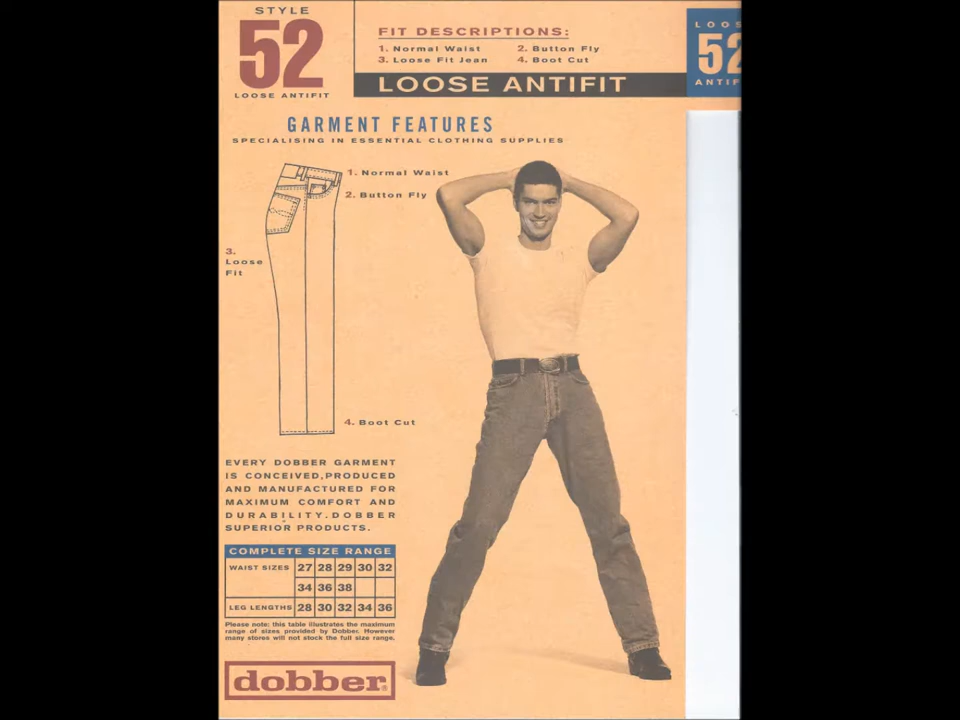 STYLE
52
LOOSE ANTIFIT
FIT DESCRIPTIONS:
1. Normal Waist 2. Button Fly
3. Loose Fit Jean 4. Boot Cut
LOOSE ANTIFIT
LOOS
52
ANTIF
GARMENT FEATURES
SPECIALISING IN ESSENTIAL CLOTHING SUPPLIES
1. Normal Waist
2. Button Fly
3.
Loose
Fit
4. Boot Cut
EVERY DOBBER GARMENT
IS CONCEIVED,PRODUCED
AND MANUFACTURED FOR
MAXIMUM COMFORT AND
DURABILITY.DOBBER
SUPERIOR PRODUCTS.
COMPLETE SIZE RANGE
WAIST SIZES 27 28 29 30 32
34 36 38
LEG LENGTHS 28 30 32 34 36
Please note: this table illustrates the maximum
range of sizes provided by Dobber. However
many stores will not stock the full size range.
dobber®